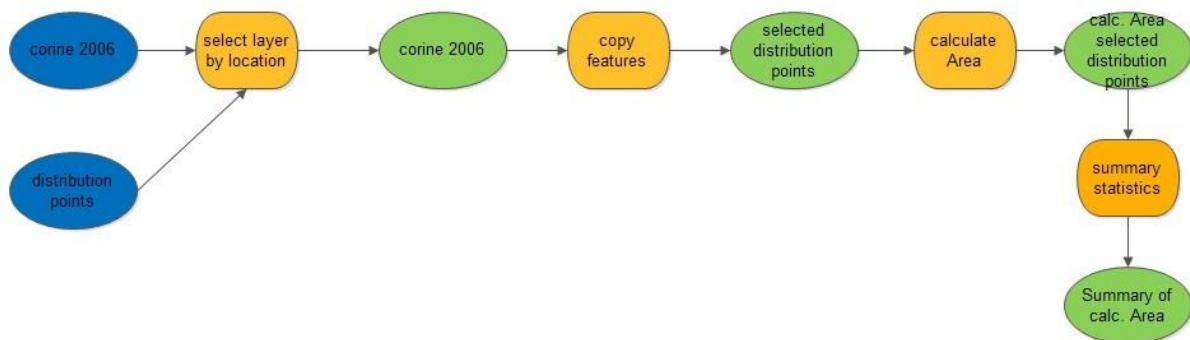 corine 2006
select layer
by location
corine 2006
copy
features
selected
distribution
points
calculate
Area
calc. Area
selected
distribution
points
distribution
points
summary
statistics
Summary of
calc. Area